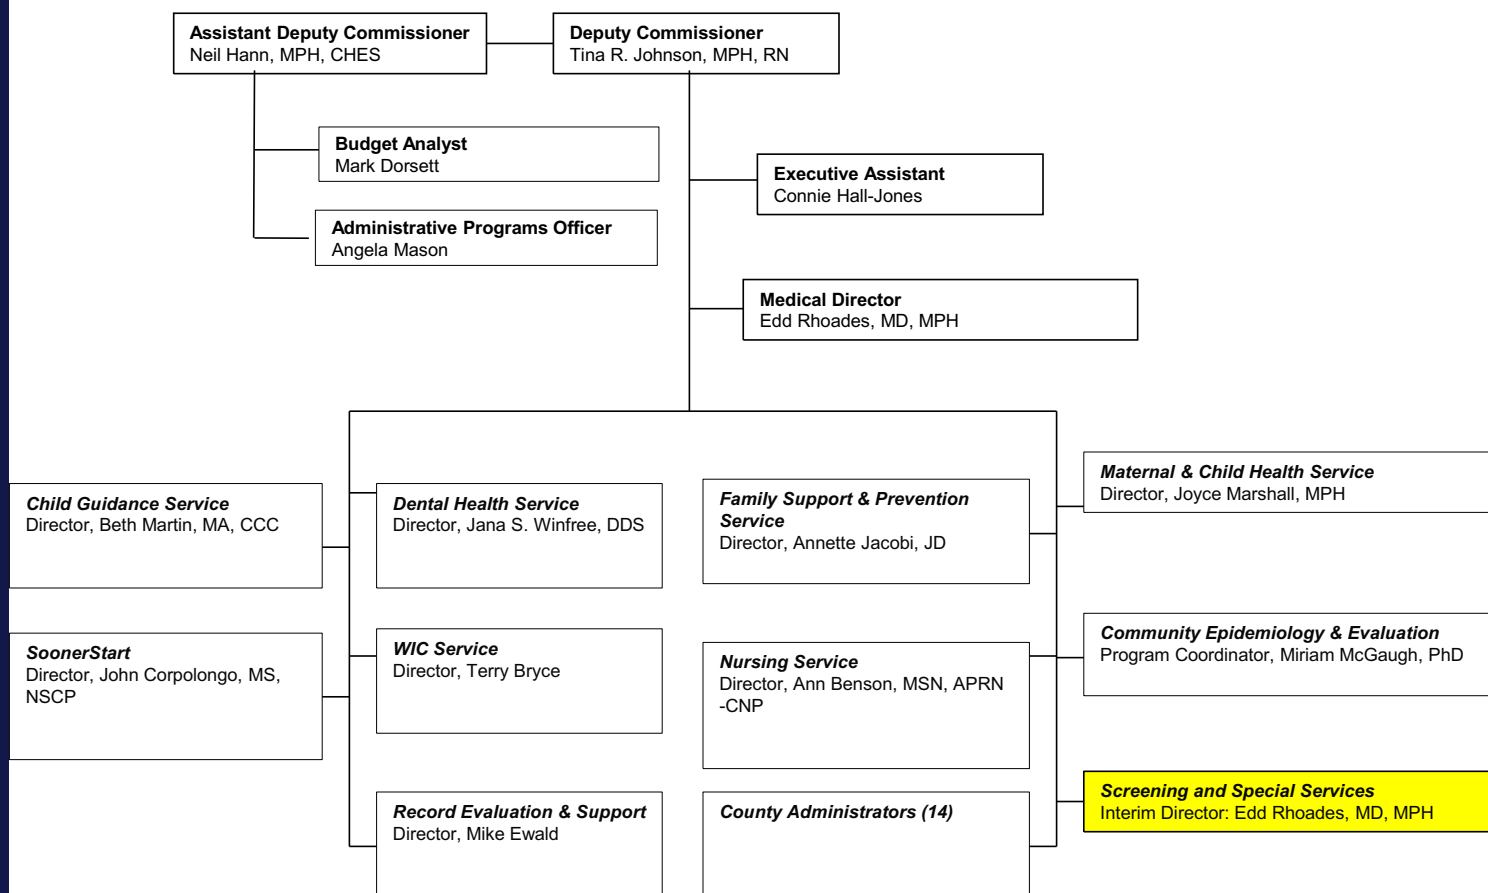 Assistant Deputy Commissioner
Neil Hann, MPH, CHES
Deputy Commissioner
Tina R. Johnson, MPH, RN
Budget Analyst
Mark Dorsett
Executive Assistant
Connie Hall-Jones
Administrative Programs Officer
Angela Mason
Medical Director
Edd Rhoades, MD, MPH
Child Guidance Service
Director, Beth Martin, MA, CCC
Dental Health Service
Director, Jana S. Winfree, DDS
Family Support & Prevention
Service
Director, Annette Jacobi, JD
Maternal & Child Health Service
Director, Joyce Marshall, MPH
SoonerStart
Director, John Corpolongo, MS,
NSCP
WIC Service
Director, Terry Bryce
Nursing Service
Director, Ann Benson, MSN, APRN
-CNP
Community Epidemiology & Evaluation
Program Coordinator, Miriam McGaugh, PhD
Record Evaluation & Support
Director, Mike Ewald
County Administrators (14)
Screening and Special Services
Interim Director: Edd Rhoades, MD, MPH